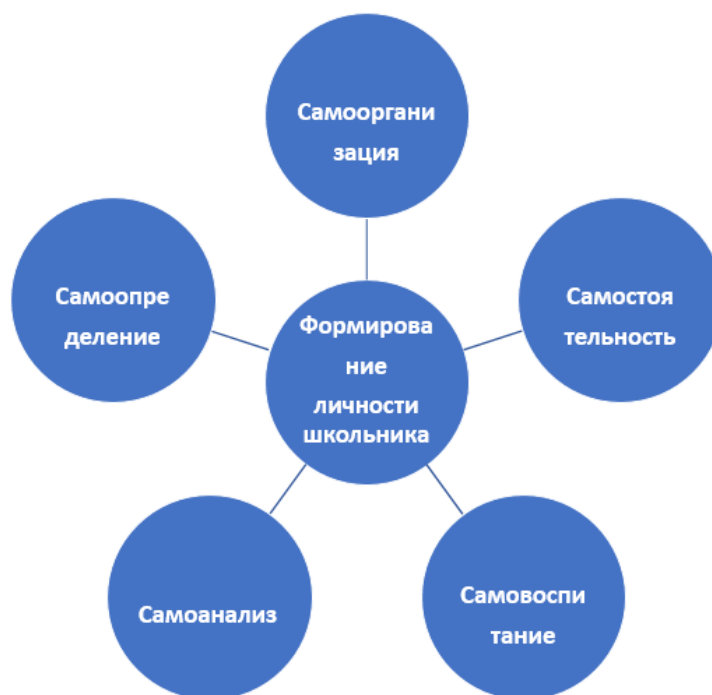 Самооргани
зация
Самоопре
деление
Самостоя
тельность
Формирова
ние
личности
школьника
Самоанализ
Самовоспи
тание